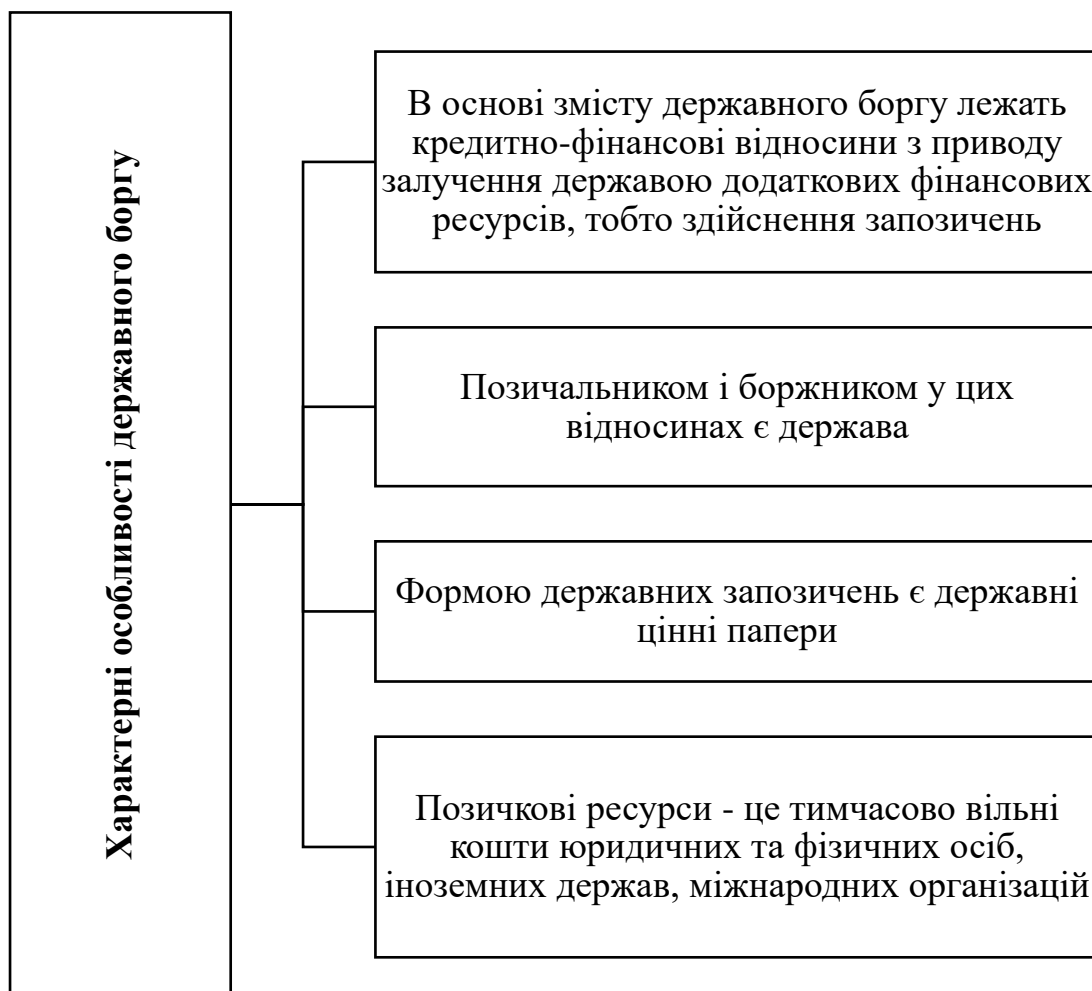 Характерні особливості державного боргу
В основі змісту державного боргу лежать
кредитно-фінансові відносини з приводу
залучення державою додаткових фінансових
ресурсів, тобто здійснення запозичень
Позичальником і боржником у цих
відносинах є держава
Формою державних запозичень є державні
цінні папери
Позичкові ресурси - це тимчасово вільні
кошти юридичних та фізичних осіб,
іноземних держав, міжнародних організацій